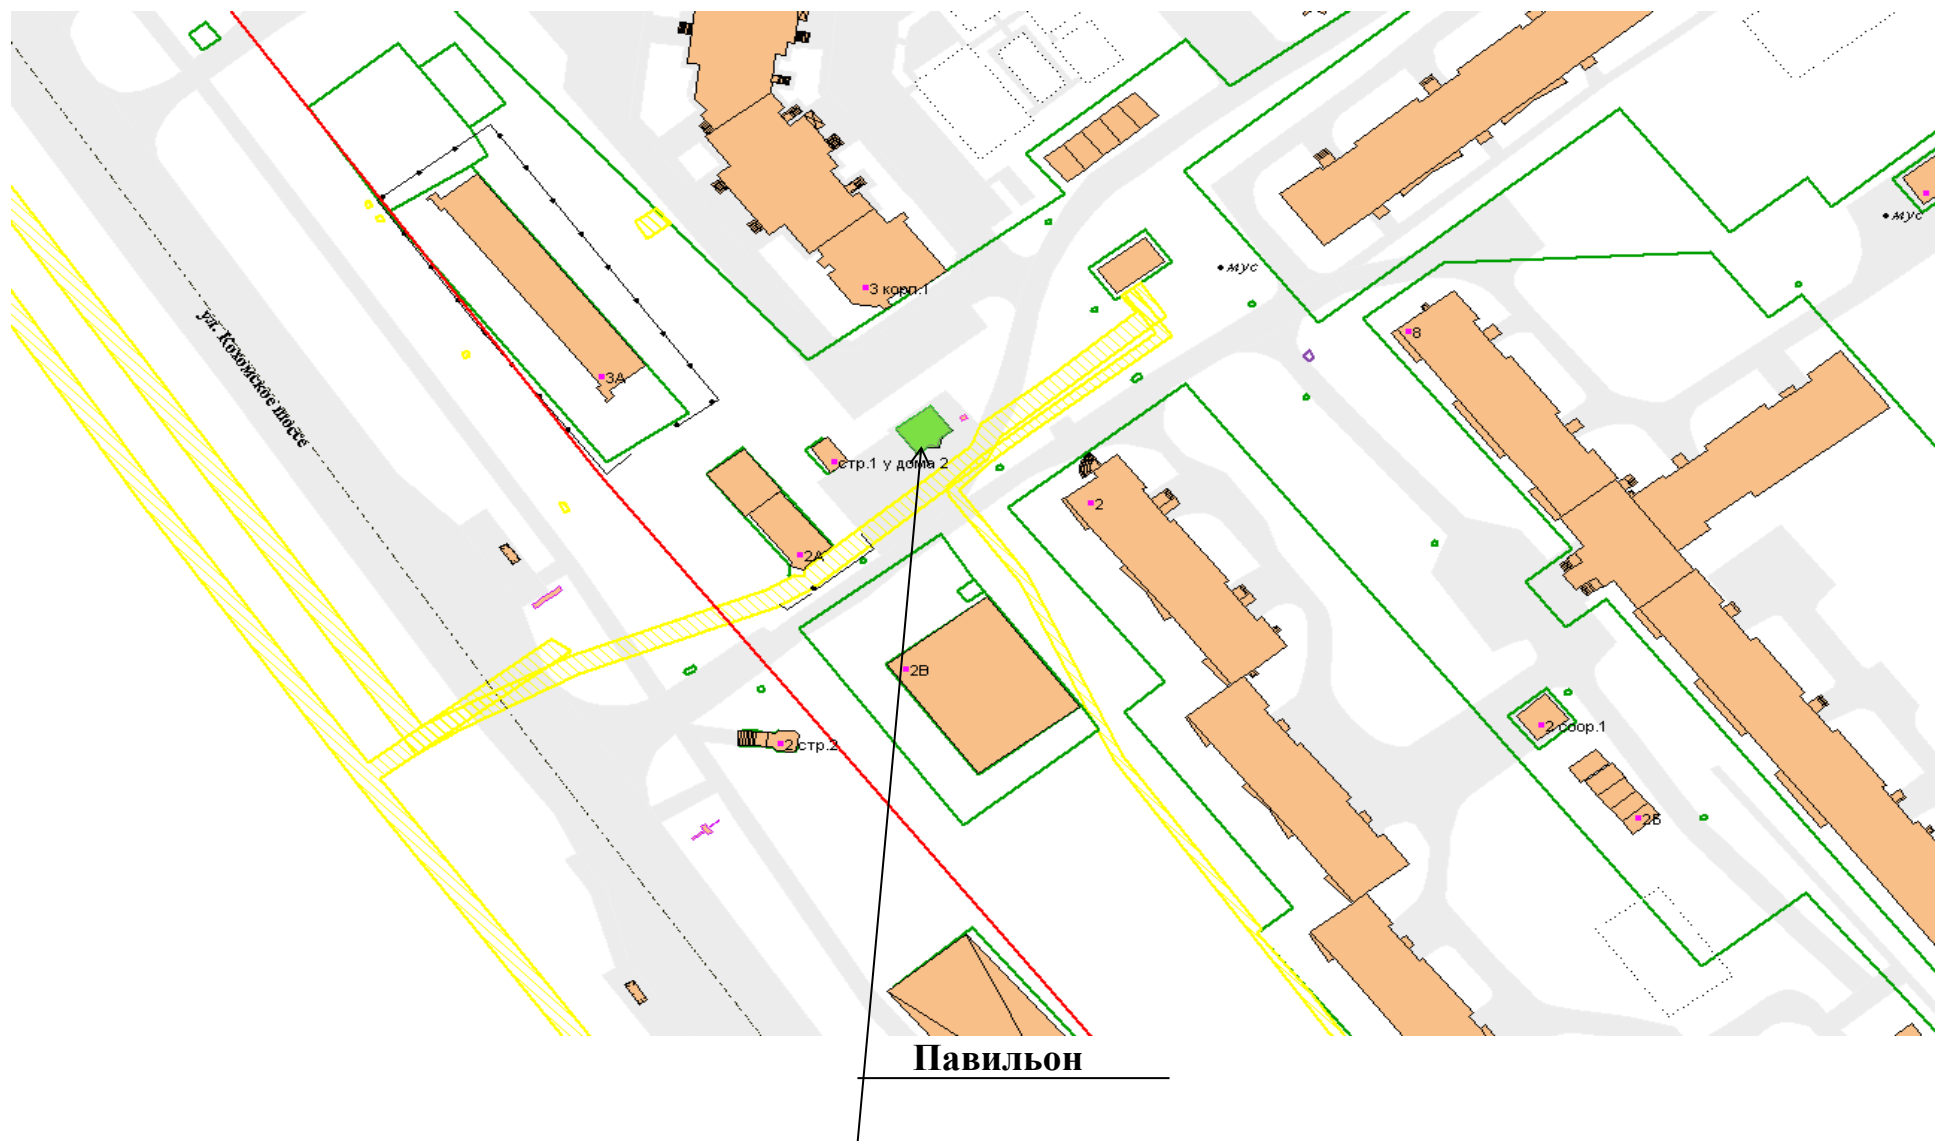 мус
мус
3 корп.1
ул. Кохомское шоссе
8
3А
стр.1 у дома 2
2
2А
2В
2 стр.2
2 соор.1
2Б
Павильон